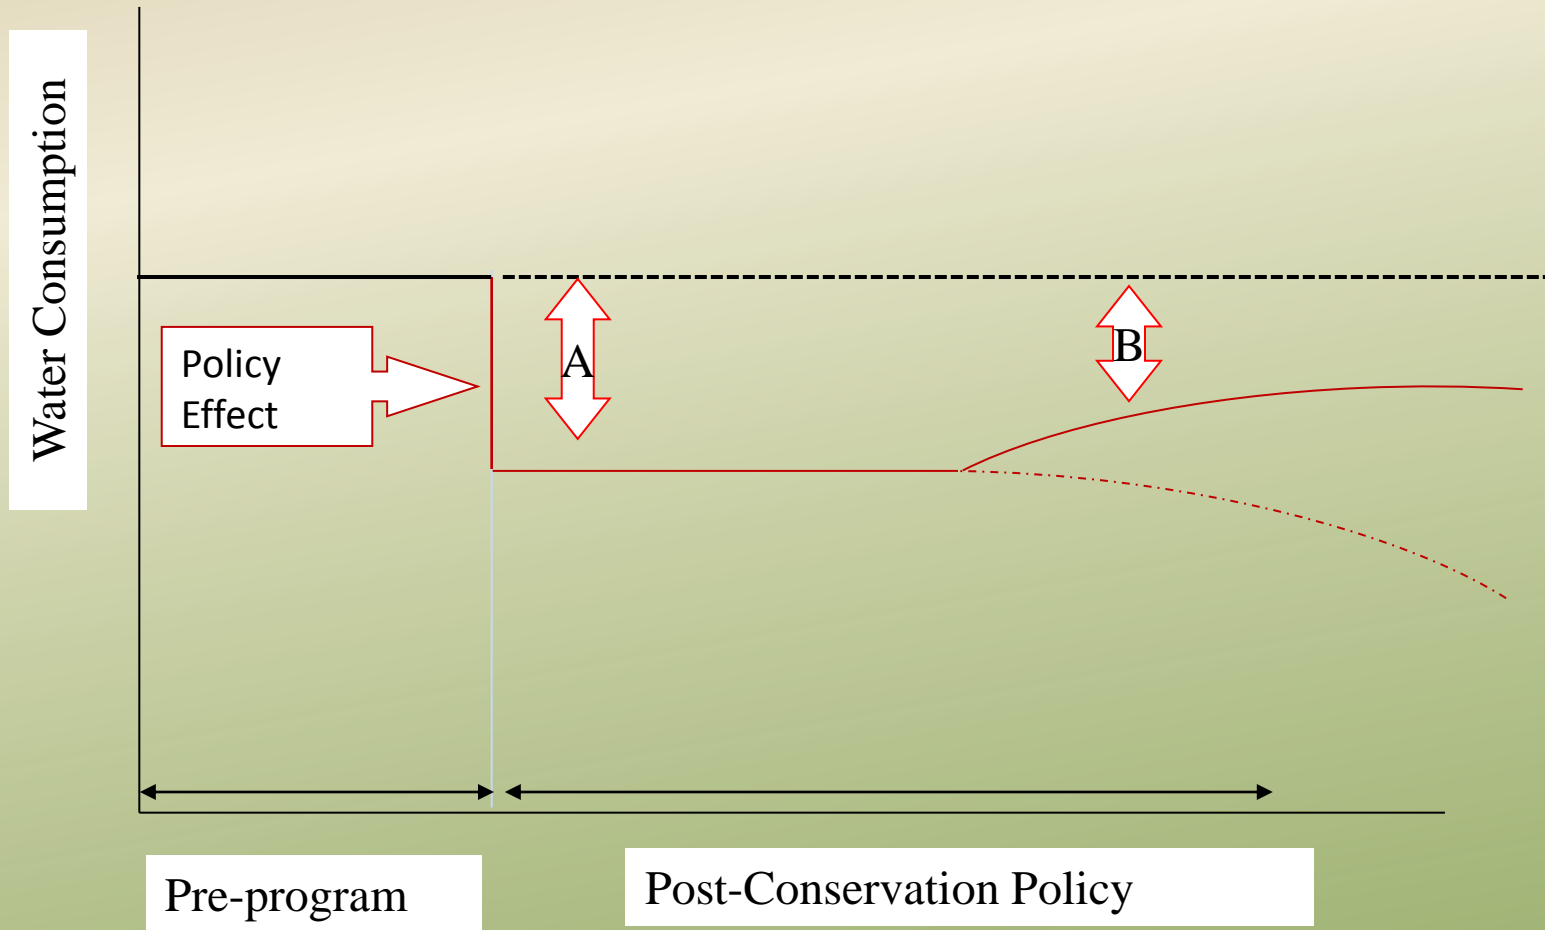 Water Consumption
Policy
Effect
A
B
Pre-program
Post-Conservation Policy